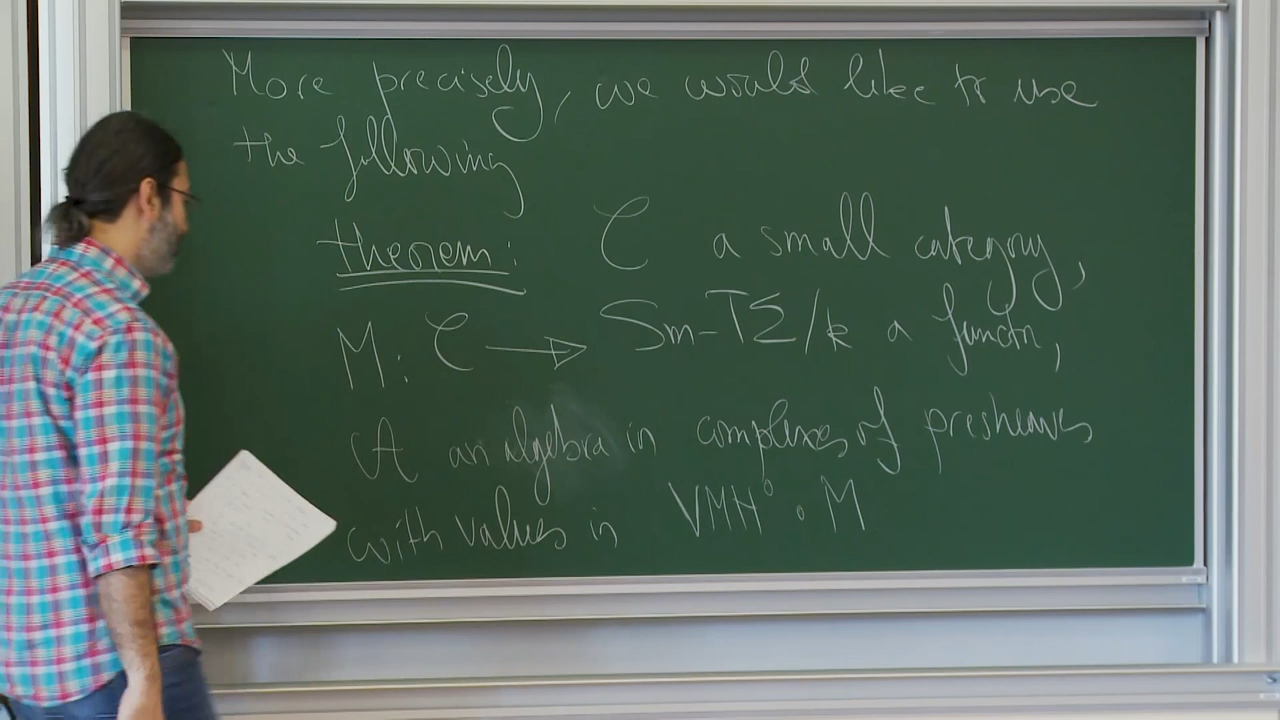 More precisely, we would like to use
the following
theorem: C a small category,
M: C → Sm-TΣ/k a functor,
A an algebra in complexes of presheaves
with values in VMH° ∘ M